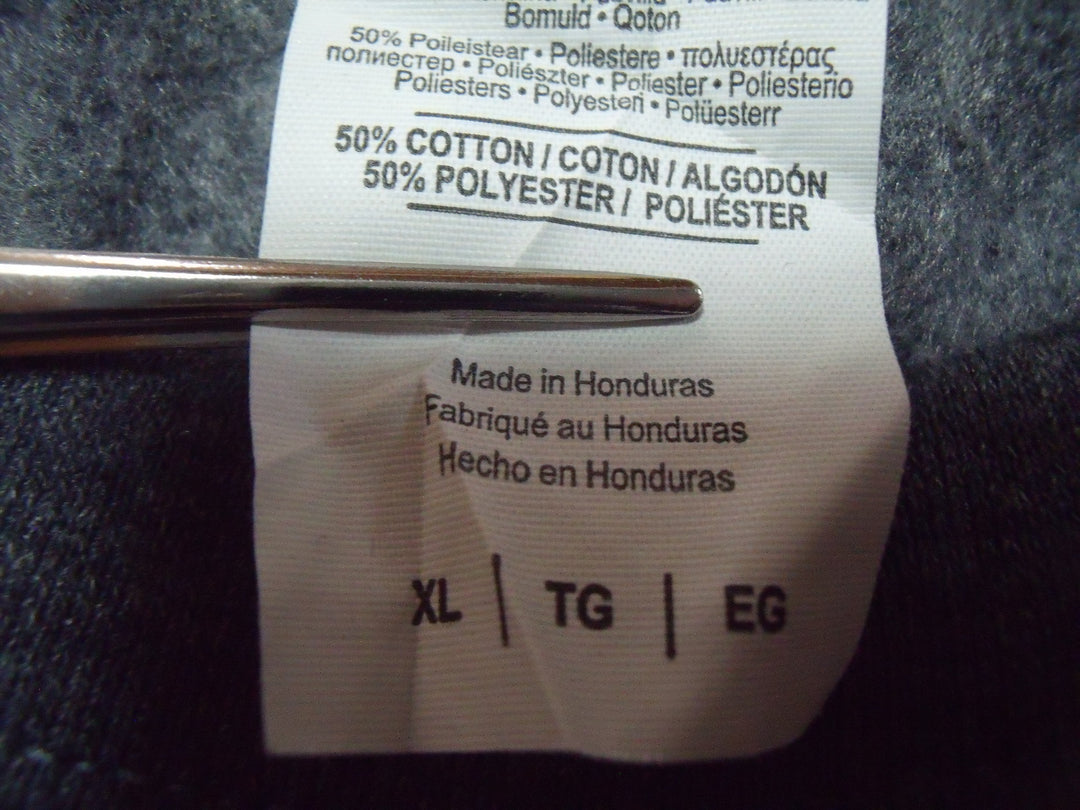 Bomuld • Qoton
50% Poileistear • Poliestere • πολυεστέρας
полиестер • Poliészter • Poliester • Poliesterio
Poliesters • Polyesteri • Polüesterr
50% COTTON / COTON / ALGODÓN
50% POLYESTER / POLIÉSTER
Made in Honduras
Fabriqué au Honduras
Hecho en Honduras
XL | TG | EG